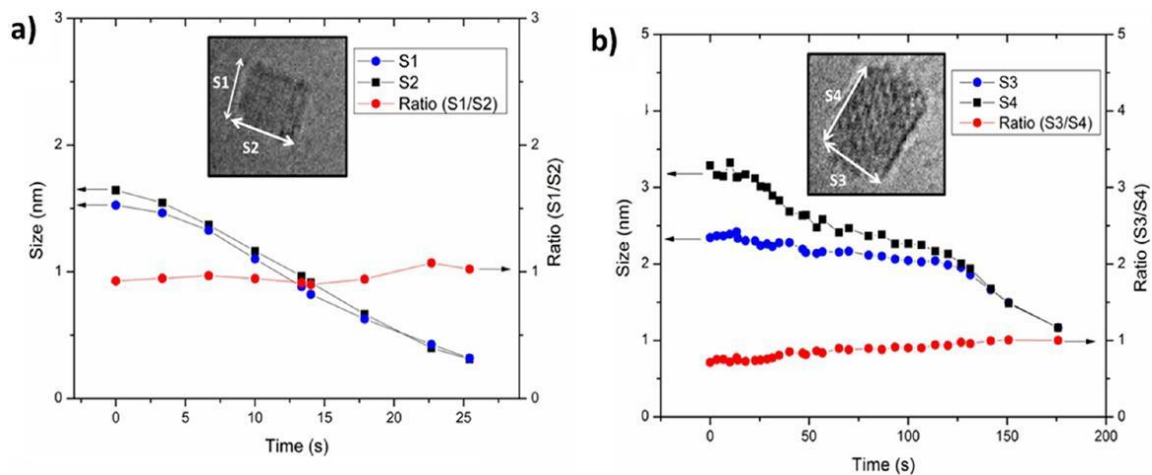 a)
3
2
1
0
Size (nm)
S1
S2
S1
S2
Ratio (S1/S2)
3
2
1
0
Ratio (S1/S2)
0 5 10 15 20 25
Time (s)
b)
5
4
3
2
1
0
Size (nm)
S4
S3
S3
S4
Ratio (S3/S4)
5
4
3
2
1
0
Ratio (S3/S4)
0 50 100 150 200
Time (s)